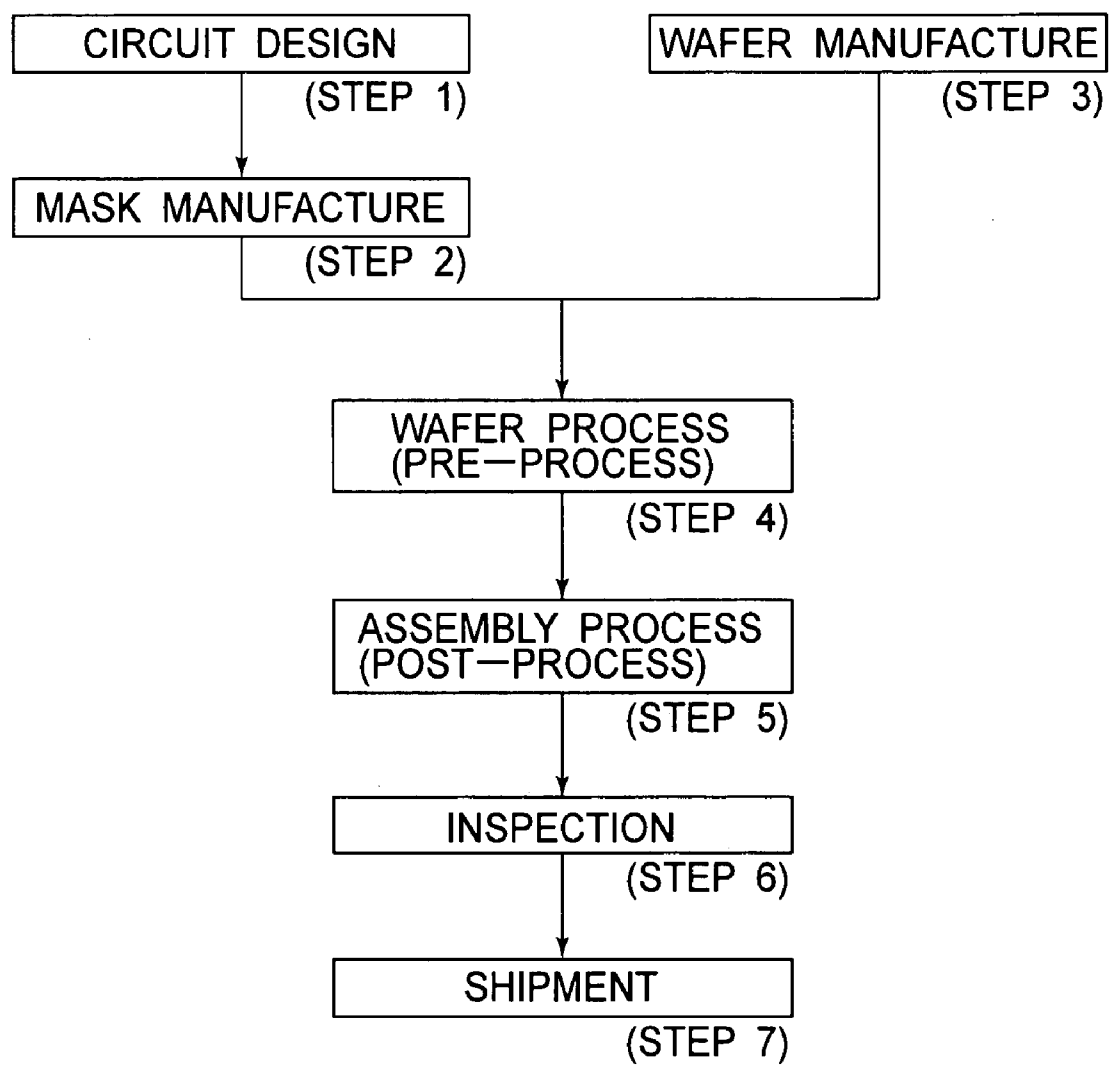 CIRCUIT DESIGN
(STEP 1)
WAFER MANUFACTURE
(STEP 3)
MASK MANUFACTURE
(STEP 2)
WAFER PROCESS
(PRE—PROCESS)
(STEP 4)
ASSEMBLY PROCESS
(POST—PROCESS)
(STEP 5)
INSPECTION
(STEP 6)
SHIPMENT
(STEP 7)